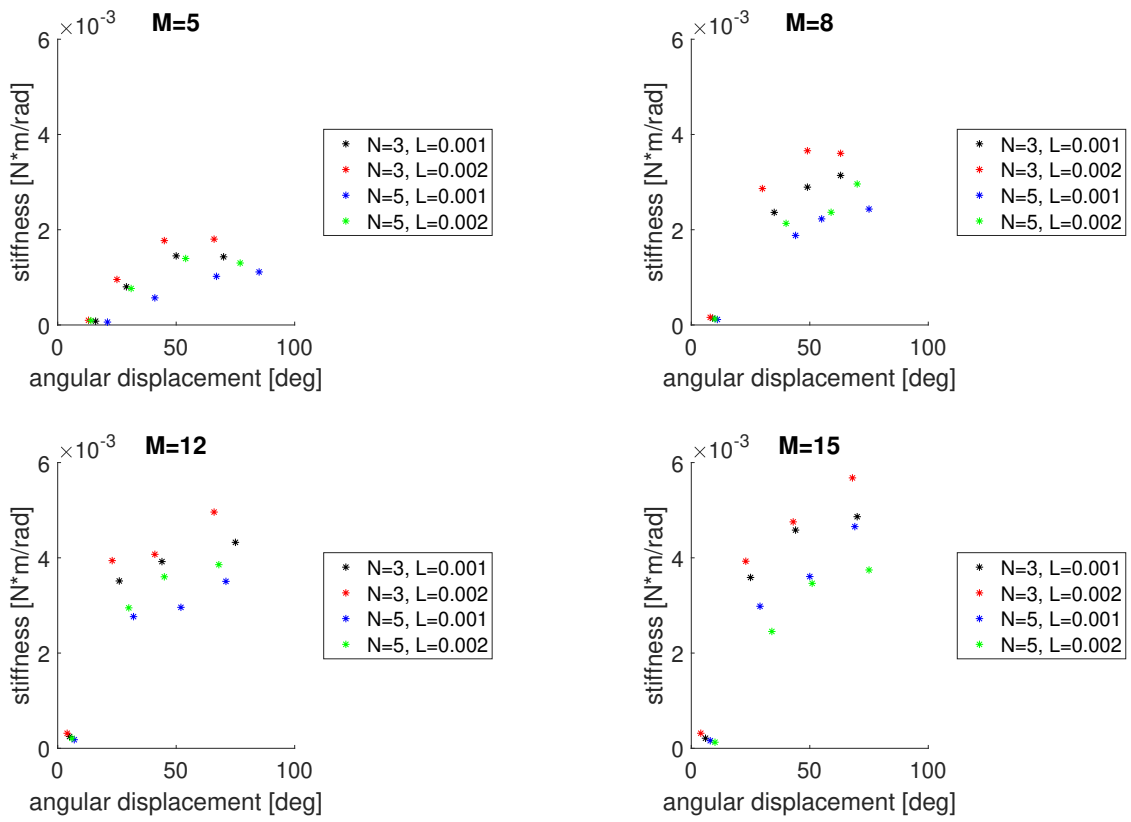 ×10⁻³
M=5
6
4
2
0
0
50
100
stiffness [N*m/rad]
angular displacement [deg]
N=3, L=0.001
N=3, L=0.002
N=5, L=0.001
N=5, L=0.002
×10⁻³
M=8
6
4
2
0
0
50
100
stiffness [N*m/rad]
angular displacement [deg]
N=3, L=0.001
N=3, L=0.002
N=5, L=0.001
N=5, L=0.002
×10⁻³
M=12
6
4
2
0
0
50
100
stiffness [N*m/rad]
angular displacement [deg]
N=3, L=0.001
N=3, L=0.002
N=5, L=0.001
N=5, L=0.002
×10⁻³
M=15
6
4
2
0
0
50
100
stiffness [N*m/rad]
angular displacement [deg]
N=3, L=0.001
N=3, L=0.002
N=5, L=0.001
N=5, L=0.002